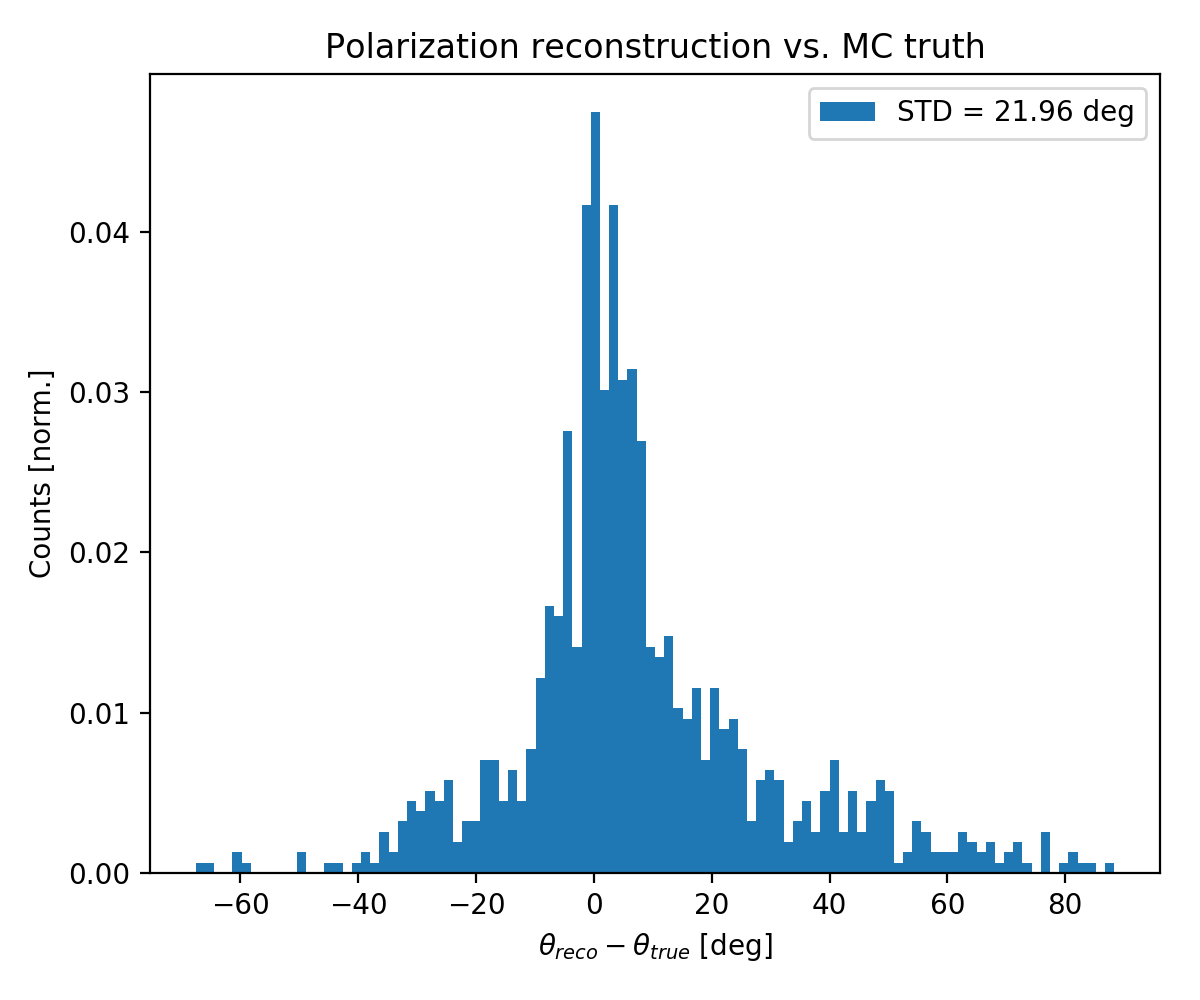 Polarization reconstruction vs. MC truth
STD = 21.96 deg
Counts [norm.]
0.04
0.03
0.02
0.01
0.00
−60 −40 −20 0 20 40 60 80
θreco − θtrue [deg]